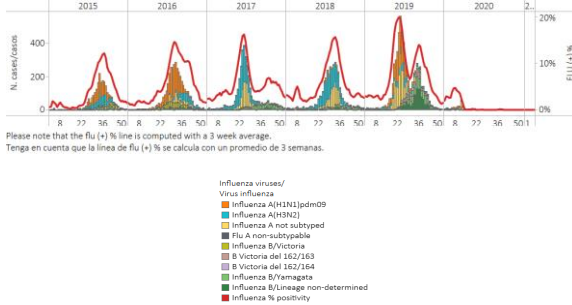 2015 2016 2017 2018 2019 2020 2..
N. cases/casos
400
200
0
20%
10%
0%
8 22 36 50 8 22 36 50 8 22 36 50 8 22 36 50 8 22 36 50 8 22 36 50 1
Please note that the flu (+) % line is computed with a 3 week average.
Tenga en cuenta que la línea de flu (+) % se calcula con un promedio de 3 semanas.
Influenza viruses/
Virus influenza
Influenza A(H1N1)pdm09
Influenza A(H3N2)
Influenza A not subtyped
Flu A non-subtypable
Influenza B/Victoria
B Victoria del 162/163
B Victoria del 162/164
Influenza B/Yamagata
Influenza B/Lineage non-determined
Influenza % positivity